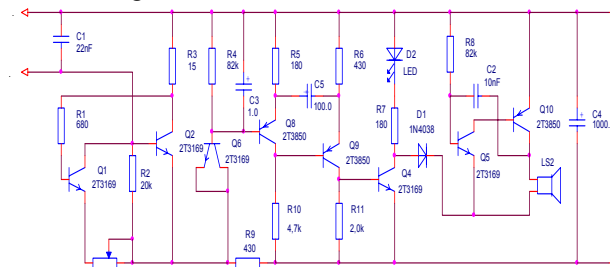 C1
22nF
R3
15
R4
82k
R5
180
R6
430
D2
LED
R8
82k
C2
10nF
C5
100.0
C3
1.0
Q8
2T3850
Q10
2T3850
C4
1000.
R1
680
Q2
2T3169
Q6
2T3169
R7
180
D1
1N4038
Q9
2T3850
Q5
2T3169
LS2
Q1
2T3169
R2
20k
Q4
2T3169
R10
4,7k
R11
2,0k
R9
430